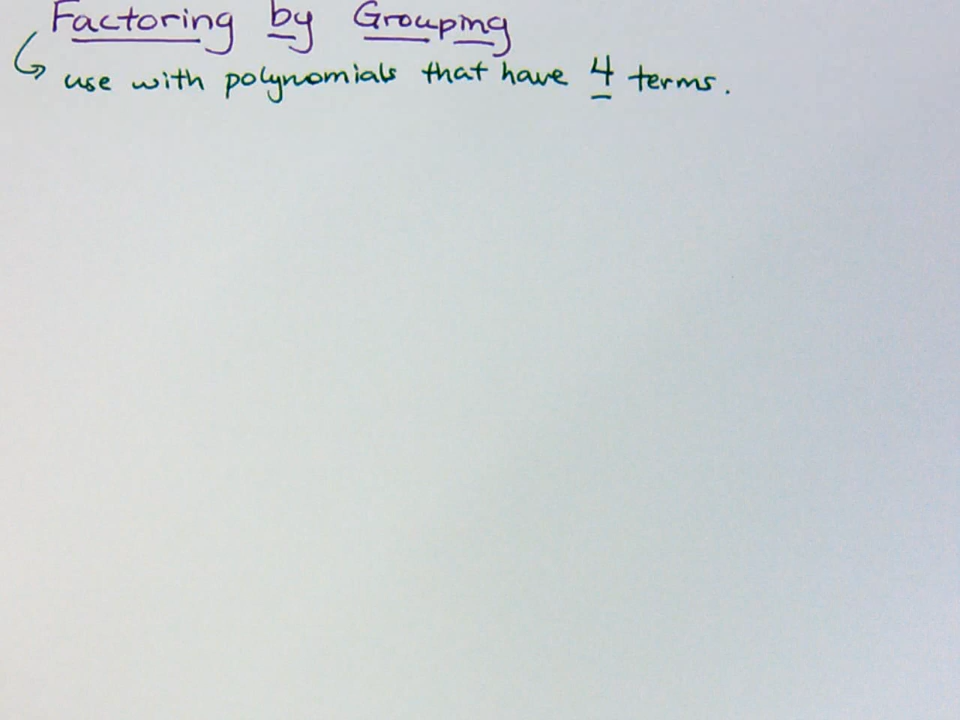 Factoring by Grouping
use with polynomials that have 4 terms.